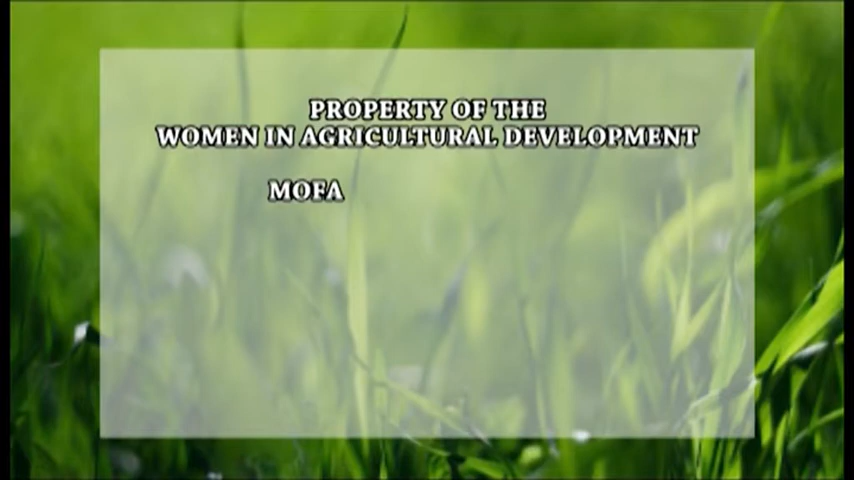 PROPERTY OF THE
WOMEN IN AGRICULTURAL DEVELOPMENT
MOFA